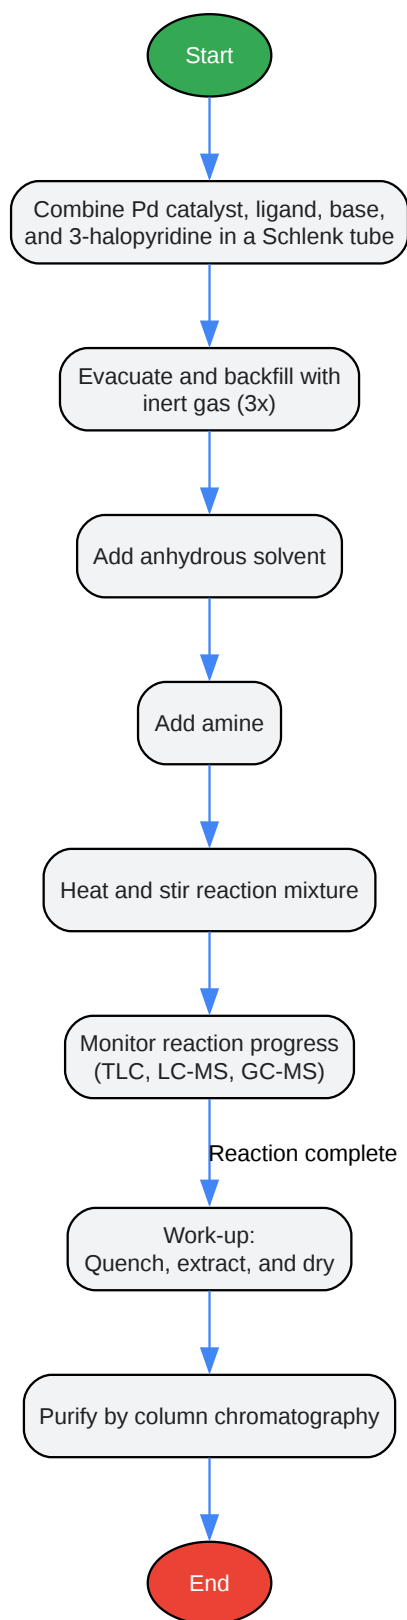 Start
Combine Pd catalyst, ligand, base,
and 3-halopyridine in a Schlenk tube
Evacuate and backfill with
inert gas (3x)
Add anhydrous solvent
Add amine
Heat and stir reaction mixture
Monitor reaction progress
(TLC, LC-MS, GC-MS)
Reaction complete
Work-up:
Quench, extract, and dry
Purify by column chromatography
End